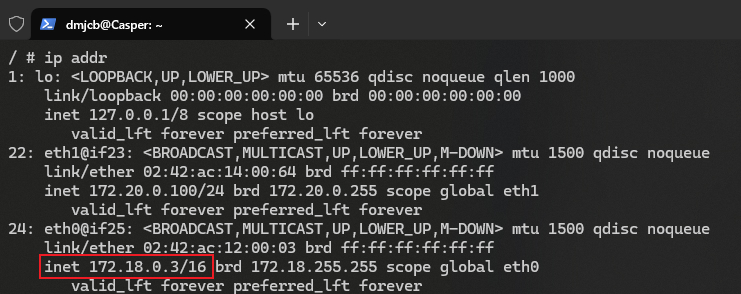 dmjcb@Casper: ~
/ # ip addr
1: lo: <LOOPBACK,UP,LOWER_UP> mtu 65536 qdisc noqueue qlen 1000
    link/loopback 00:00:00:00:00:00 brd 00:00:00:00:00:00
    inet 127.0.0.1/8 scope host lo
       valid_lft forever preferred_lft forever
22: eth1@if23: <BROADCAST,MULTICAST,UP,LOWER_UP,M-DOWN> mtu 1500 qdisc noqueue
    link/ether 02:42:ac:14:00:64 brd ff:ff:ff:ff:ff:ff
    inet 172.20.0.100/24 brd 172.20.0.255 scope global eth1
       valid_lft forever preferred_lft forever
24: eth0@if25: <BROADCAST,MULTICAST,UP,LOWER_UP,M-DOWN> mtu 1500 qdisc noqueue
    link/ether 02:42:ac:12:00:03 brd ff:ff:ff:ff:ff:ff
    inet 172.18.0.3/16 brd 172.18.255.255 scope global eth0
       valid_lft forever preferred_lft forever